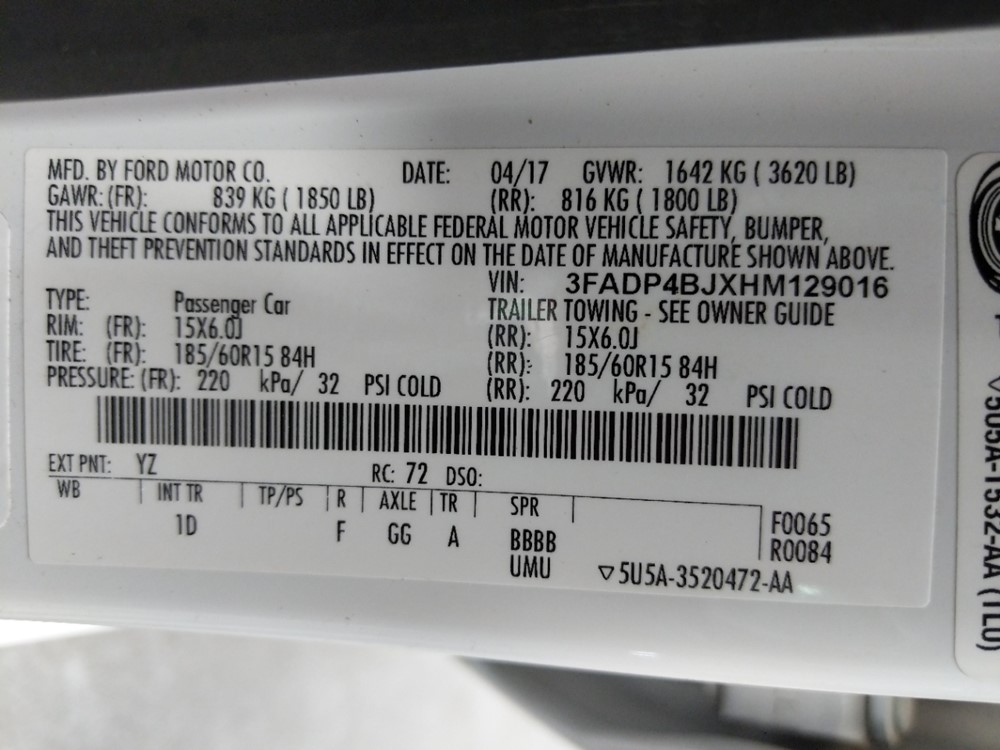 MFD. BY FORD MOTOR CO. DATE: 04/17 GVWR: 1642 KG ( 3620 LB)
GAWR: (FR): 839 KG ( 1850 LB) (RR): 816 KG ( 1800 LB)
THIS VEHICLE CONFORMS TO ALL APPLICABLE FEDERAL MOTOR VEHICLE SAFETY, BUMPER,
AND THEFT PREVENTION STANDARDS IN EFFECT ON THE DATE OF MANUFACTURE SHOWN ABOVE.
VIN: 3FADP4BJXHM129016
TYPE: Passenger Car TRAILER TOWING - SEE OWNER GUIDE
RIM: (FR): 15X6.0J (RR): 15X6.0J
TIRE: (FR): 185/60R15 84H (RR): 185/60R15 84H
PRESSURE: (FR): 220 kPa/ 32 PSI COLD (RR): 220 kPa/ 32 PSI COLD
EXT PNT: YZ RC: 72 DSO:
WB INT TR TP/PS R AXLE TR SPR F0065
1D F GG A BBBB R0084
UMU ▽5U5A-3520472-AA
▽5U5A-1532-AA (TLU)